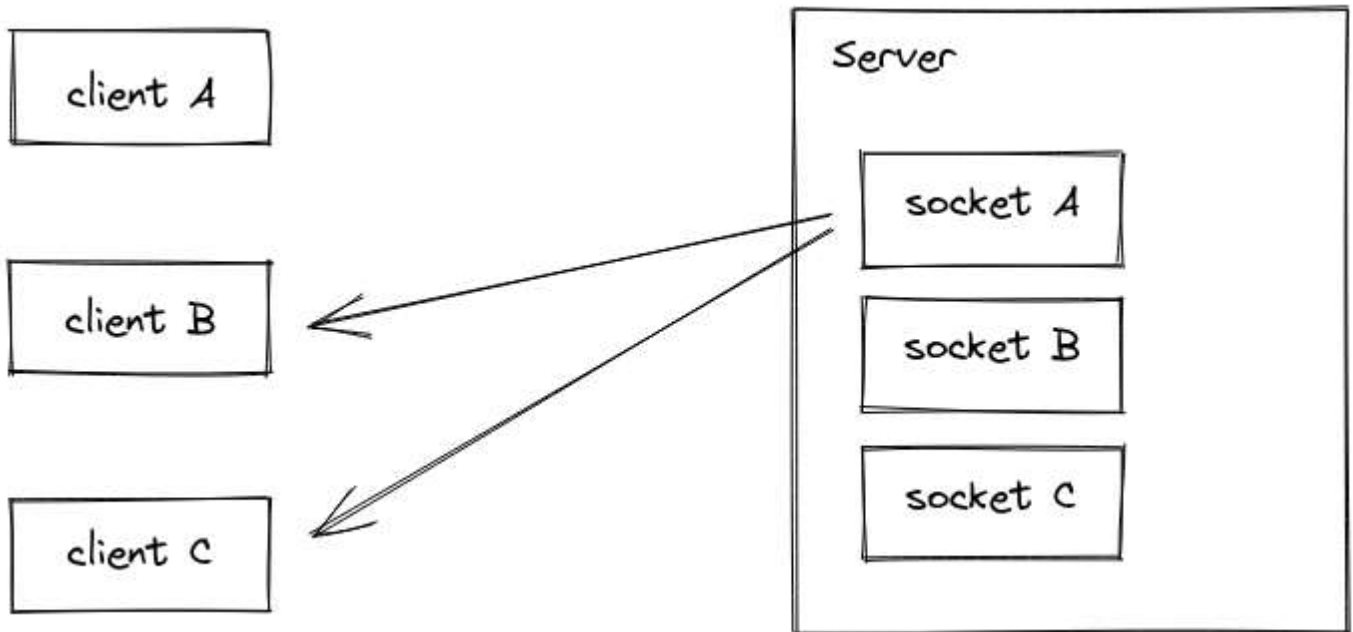 client A
client B
client C
Server
socket A
socket B
socket C